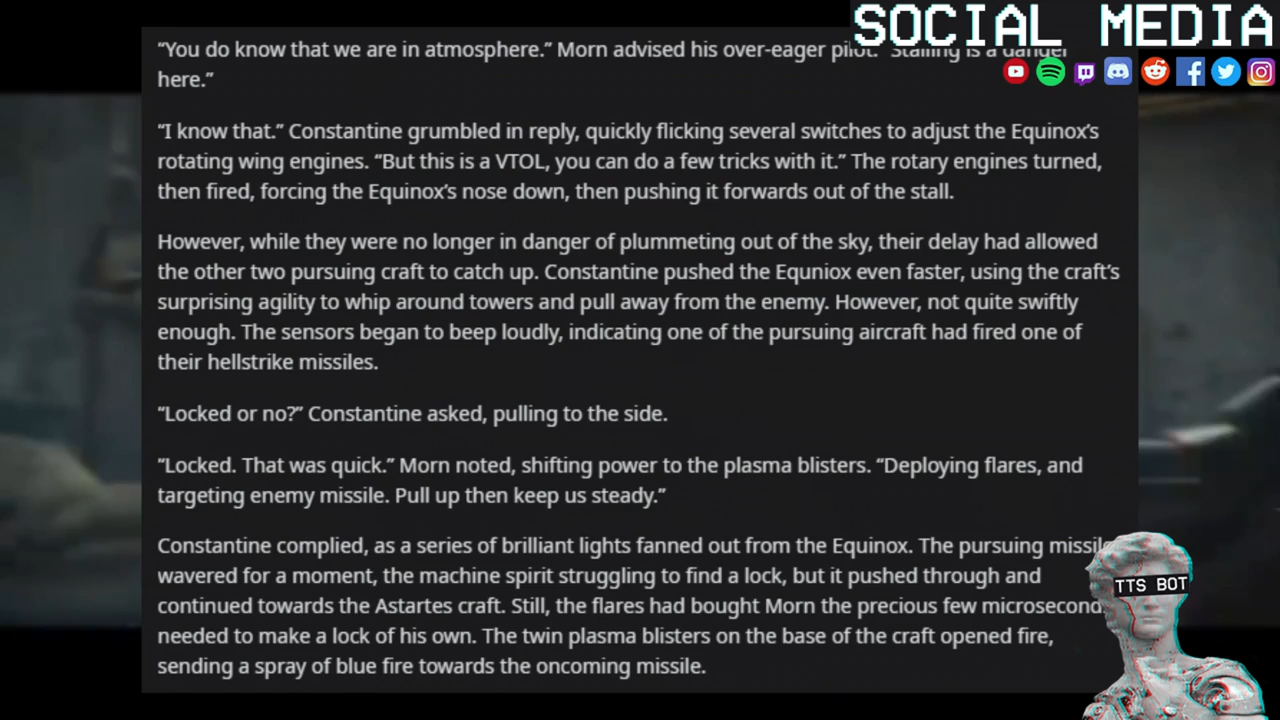 SOCIAL MEDIA
“You do know that we are in atmosphere.” Morn advised his over-eager pilot. “Stalling is a danger
here.”
“I know that.” Constantine grumbled in reply, quickly flicking several switches to adjust the Equinox’s
rotating wing engines. “But this is a VTOL, you can do a few tricks with it.” The rotary engines turned,
then fired, forcing the Equinox’s nose down, then pushing it forwards out of the stall.
However, while they were no longer in danger of plummeting out of the sky, their delay had allowed
the other two pursuing craft to catch up. Constantine pushed the Equniox even faster, using the craft’s
surprising agility to whip around towers and pull away from the enemy. However, not quite swiftly
enough. The sensors began to beep loudly, indicating one of the pursuing aircraft had fired one of
their hellstrike missiles.
“Locked or no?” Constantine asked, pulling to the side.
“Locked. That was quick.” Morn noted, shifting power to the plasma blisters. “Deploying flares, and
targeting enemy missile. Pull up then keep us steady.”
Constantine complied, as a series of brilliant lights fanned out from the Equinox. The pursuing missile
wavered for a moment, the machine spirit struggling to find a lock, but it pushed through and
continued towards the Astartes craft. Still, the flares had bought Morn the precious few microsecond
needed to make a lock of his own. The twin plasma blisters on the base of the craft opened fire,
sending a spray of blue fire towards the oncoming missile.
TTS BOT